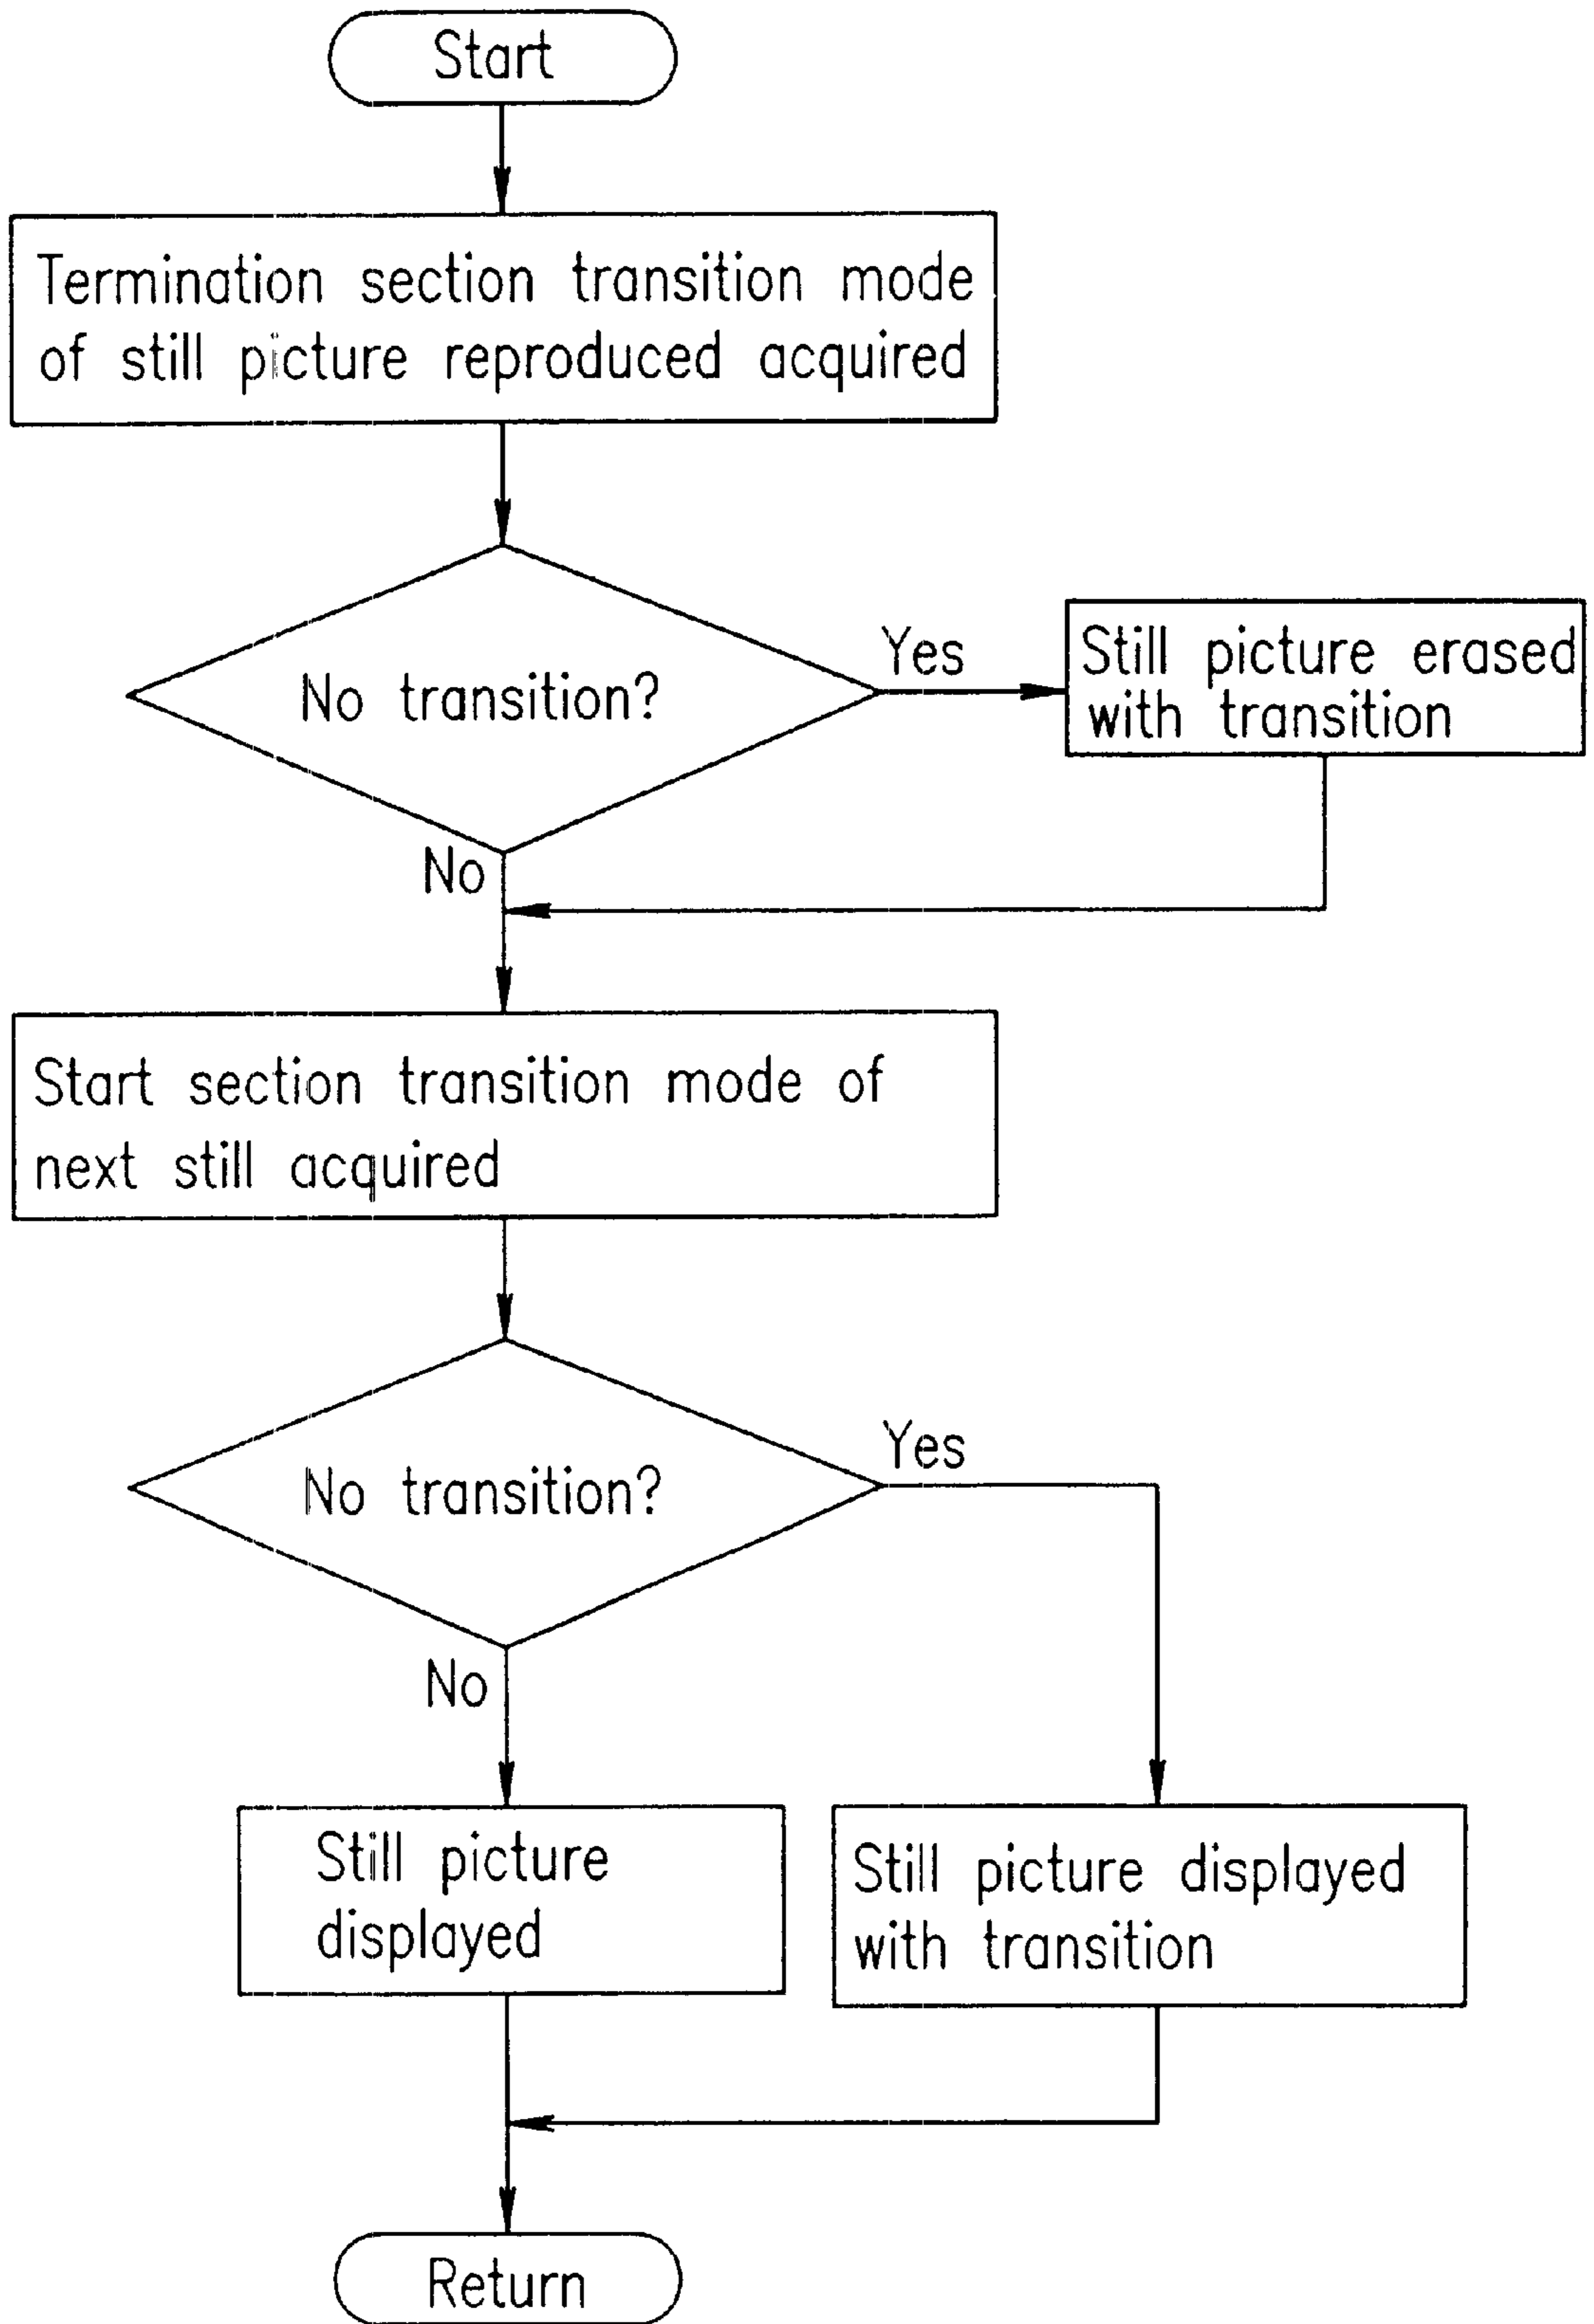 Start
Termination section transition mode
of still picture reproduced acquired
No transition?
Yes
Still picture erased
with transition
No
Start section transition mode of
next still acquired
No transition?
Yes
No
Still picture
displayed
Still picture displayed
with transition
Return